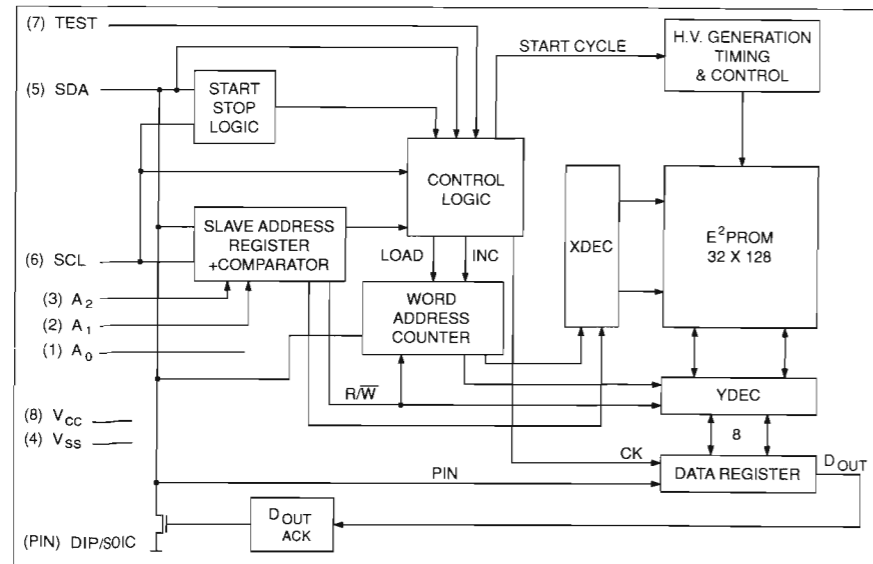 (7) TEST
START CYCLE
H.V. GENERATION
TIMING
& CONTROL
(5) SDA
START
STOP
LOGIC
CONTROL
LOGIC
SLAVE ADDRESS
REGISTER
+COMPARATOR
XDEC
E²PROM
32 X 128
(6) SCL
LOAD
INC
(3) A₂
(2) A₁
(1) A₀
WORD
ADDRESS
COUNTER
R/W̅
YDEC
(8) V_CC
(4) V_SS
8
CK
DATA REGISTER
D_OUT
PIN
D_OUT
ACK
(PIN) DIP/SOIC